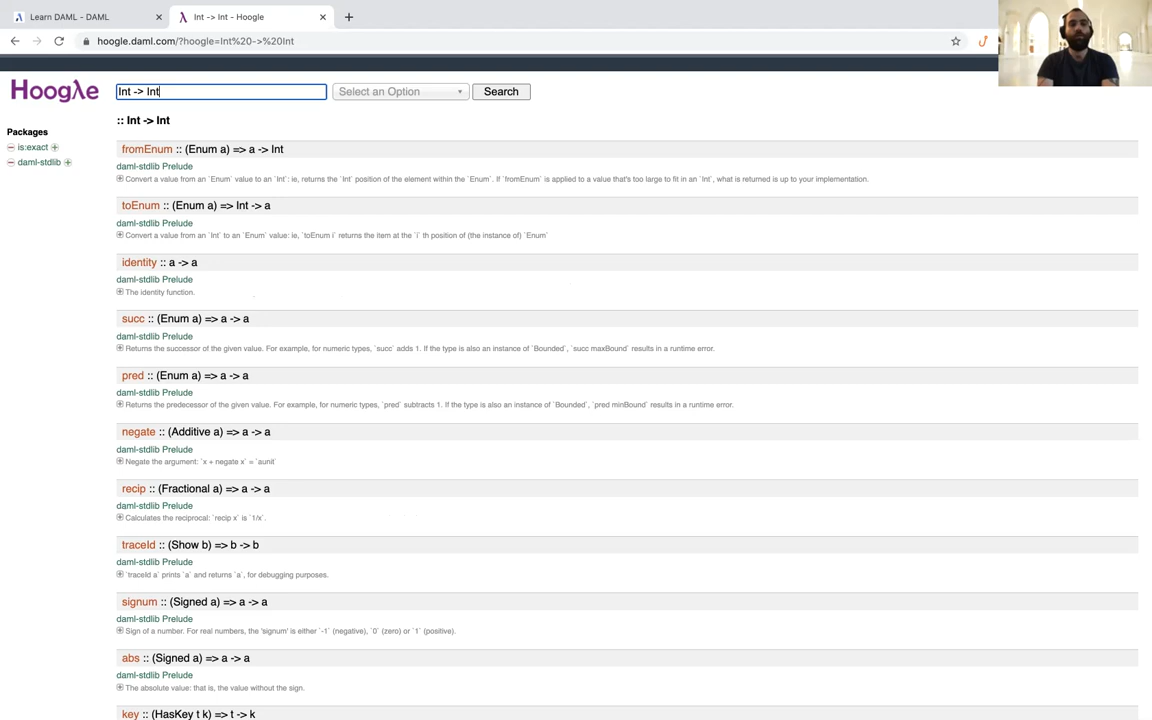 Learn DAML - DAML
Int -> Int - Hoogle
hoogle.daml.com/?hoogle=Int%20->%20Int
Hoogλe
Int -> Int
Select an Option
Search
:: Int -> Int
Packages
is:exact
daml-stdlib
fromEnum :: (Enum a) => a -> Int
daml-stdlib Prelude
Convert a value from an `Enum` value to an `Int`: ie, returns the `Int` position of the element within the `Enum`. If `fromEnum` is applied to a value that's too large to fit in an `Int`, what is returned is up to your implementation.
toEnum :: (Enum a) => Int -> a
daml-stdlib Prelude
Convert a value from an `Int` to an `Enum` value: ie, `toEnum i` returns the item at the `i` th position of (the instance of) `Enum`
identity :: a -> a
daml-stdlib Prelude
The identity function.
succ :: (Enum a) => a -> a
daml-stdlib Prelude
Returns the successor of the given value. For example, for numeric types, `succ` adds 1. If the type is also an instance of `Bounded`, `succ maxBound` results in a runtime error.
pred :: (Enum a) => a -> a
daml-stdlib Prelude
Returns the predecessor of the given value. For example, for numeric types, `pred` subtracts 1. If the type is also an instance of `Bounded`, `pred minBound` results in a runtime error.
negate :: (Additive a) => a -> a
daml-stdlib Prelude
Negate the argument: `x + negate x` = `aunit`
recip :: (Fractional a) => a -> a
daml-stdlib Prelude
Calculates the reciprocal: `recip x` is `1/x`.
traceId :: (Show b) => b -> b
daml-stdlib Prelude
`traceId a` prints `a` and returns `a`, for debugging purposes.
signum :: (Signed a) => a -> a
daml-stdlib Prelude
Sign of a number. For real numbers, the 'signum' is either `-1` (negative), `0` (zero) or `1` (positive).
abs :: (Signed a) => a -> a
daml-stdlib Prelude
The absolute value: that is, the value without the sign.
key :: (HasKey t k) => t -> k